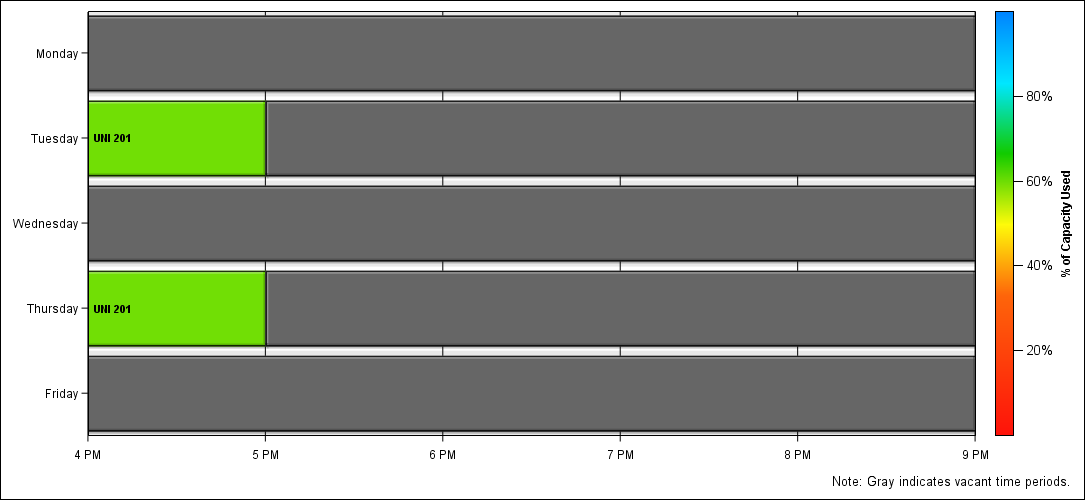 Monday
Tuesday
UNI 201
Wednesday
Thursday
UNI 201
Friday
4 PM 5 PM 6 PM 7 PM 8 PM 9 PM
80%
60%
40%
20%
% of Capacity Used
Note: Gray indicates vacant time periods.